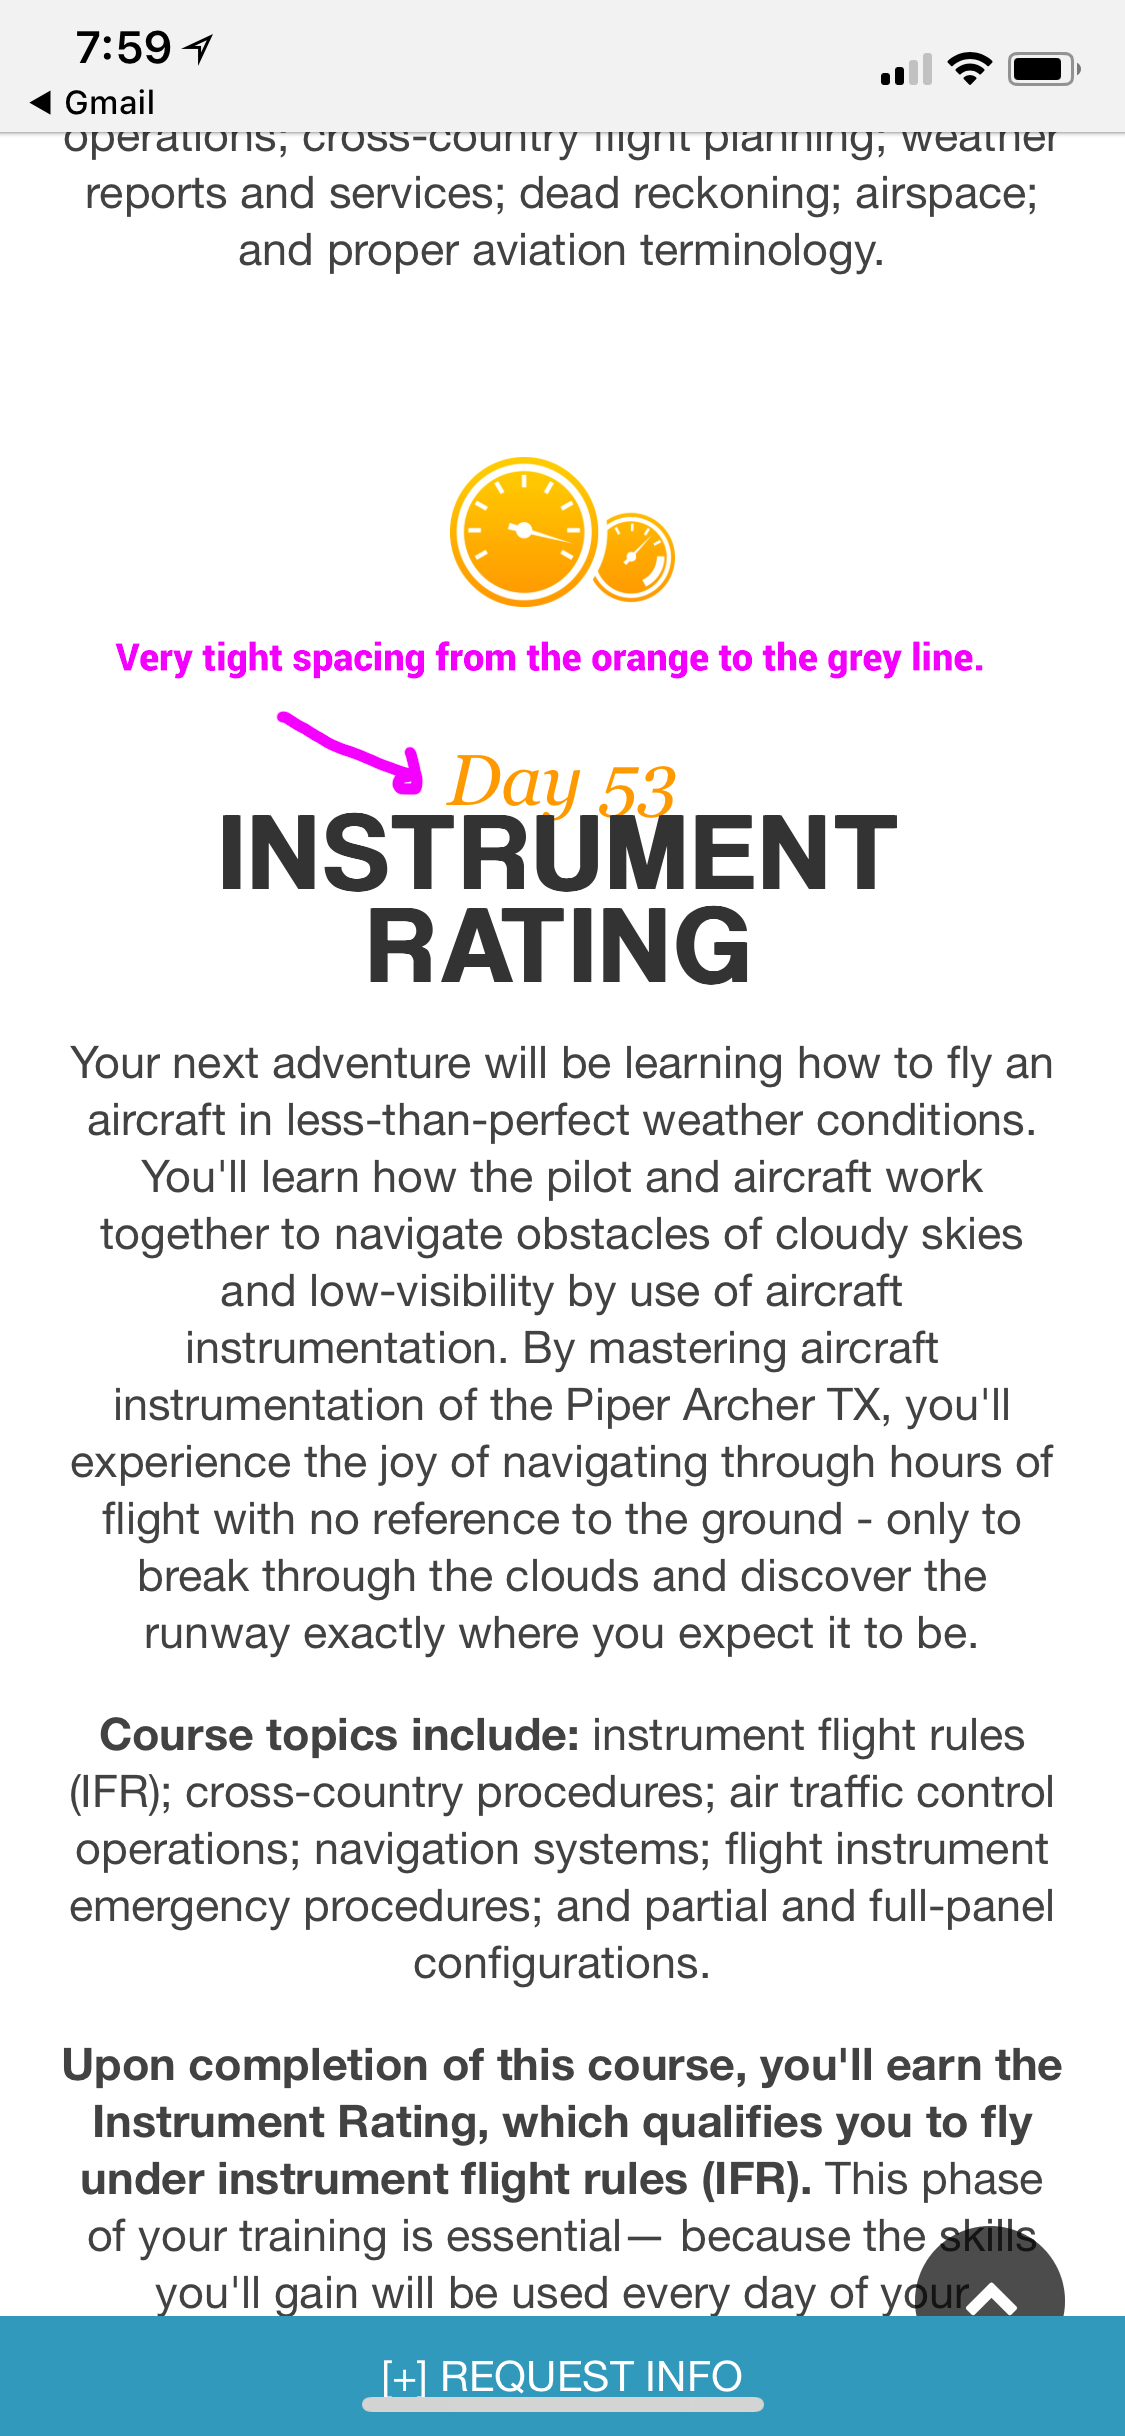 7:59
Gmail
operations; cross-country flight planning; weather
reports and services; dead reckoning; airspace;
and proper aviation terminology.
Very tight spacing from the orange to the grey line.
Day 53
INSTRUMENT
RATING
Your next adventure will be learning how to fly an
aircraft in less-than-perfect weather conditions.
You'll learn how the pilot and aircraft work
together to navigate obstacles of cloudy skies
and low-visibility by use of aircraft
instrumentation. By mastering aircraft
instrumentation of the Piper Archer TX, you'll
experience the joy of navigating through hours of
flight with no reference to the ground - only to
break through the clouds and discover the
runway exactly where you expect it to be.
Course topics include: instrument flight rules
(IFR); cross-country procedures; air traffic control
operations; navigation systems; flight instrument
emergency procedures; and partial and full-panel
configurations.
Upon completion of this course, you'll earn the
Instrument Rating, which qualifies you to fly
under instrument flight rules (IFR). This phase
of your training is essential— because the skills
you'll gain will be used every day of your
[+] REQUEST INFO